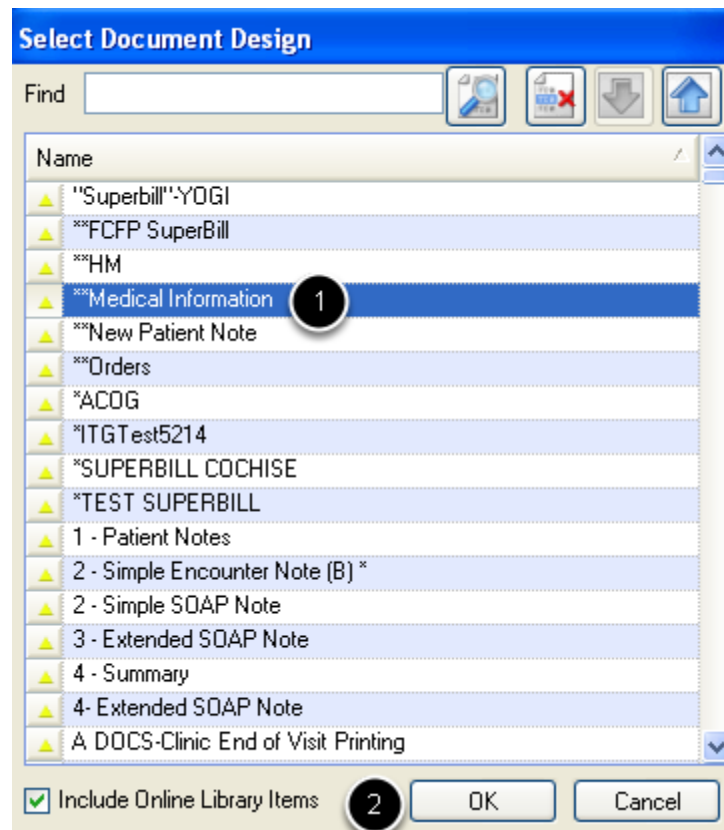 Select Document Design
Find
Name
"Superbill"-YOGI
**FCFP SuperBill
**HM
**Medical Information 1
**New Patient Note
**Orders
*ACOG
*ITGTest5214
*SUPERBILL COCHISE
*TEST SUPERBILL
1 - Patient Notes
2 - Simple Encounter Note (B) *
2 - Simple SOAP Note
3 - Extended SOAP Note
4 - Summary
4- Extended SOAP Note
A DOCS-Clinic End of Visit Printing
Include Online Library Items 2 OK Cancel